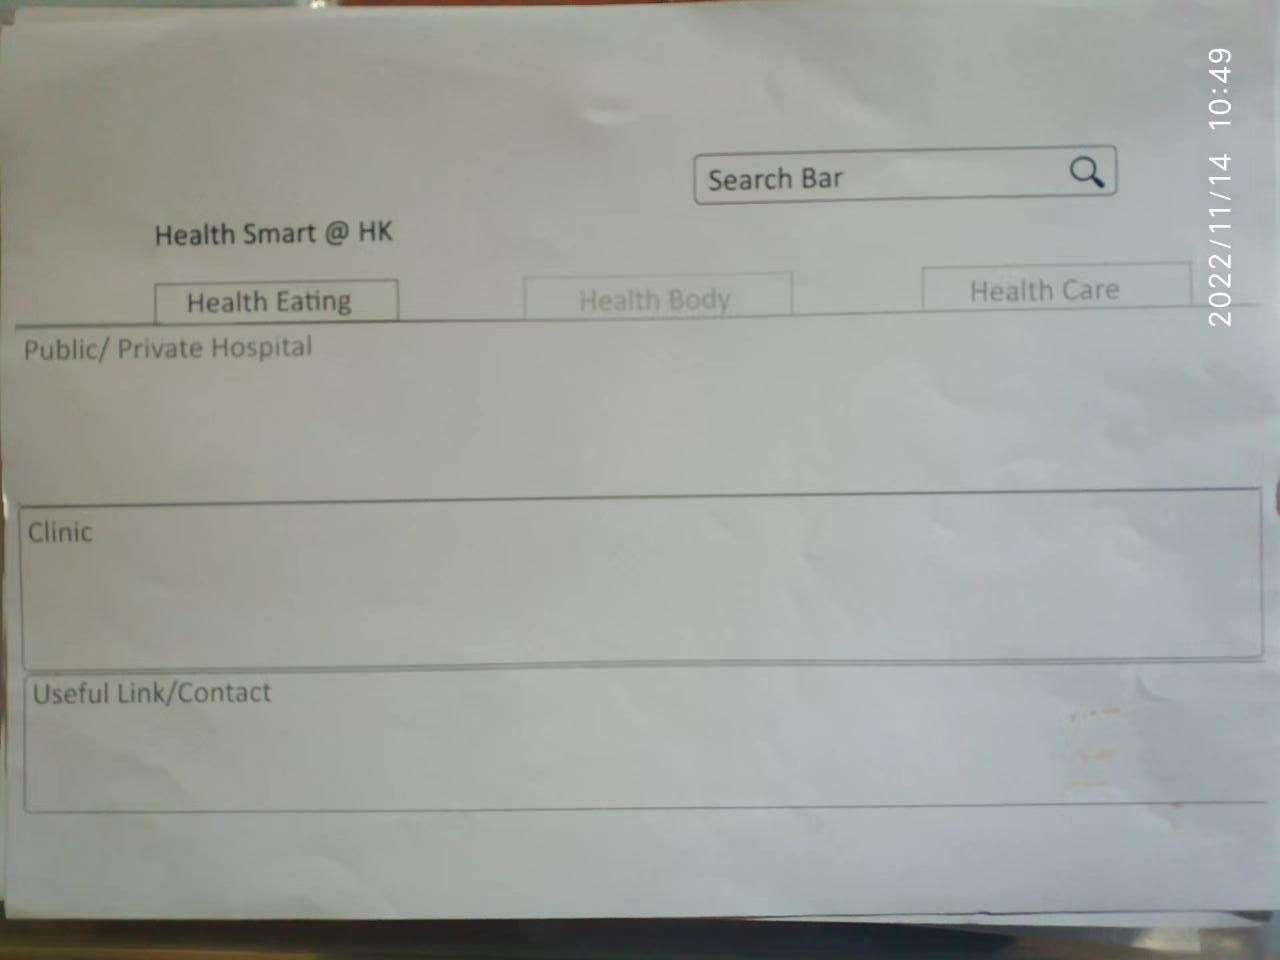 Search Bar
Health Smart @ HK
Health Eating
Health Body
Health Care
Public/ Private Hospital
Clinic
Useful Link/Contact
2022/11/14 10:49